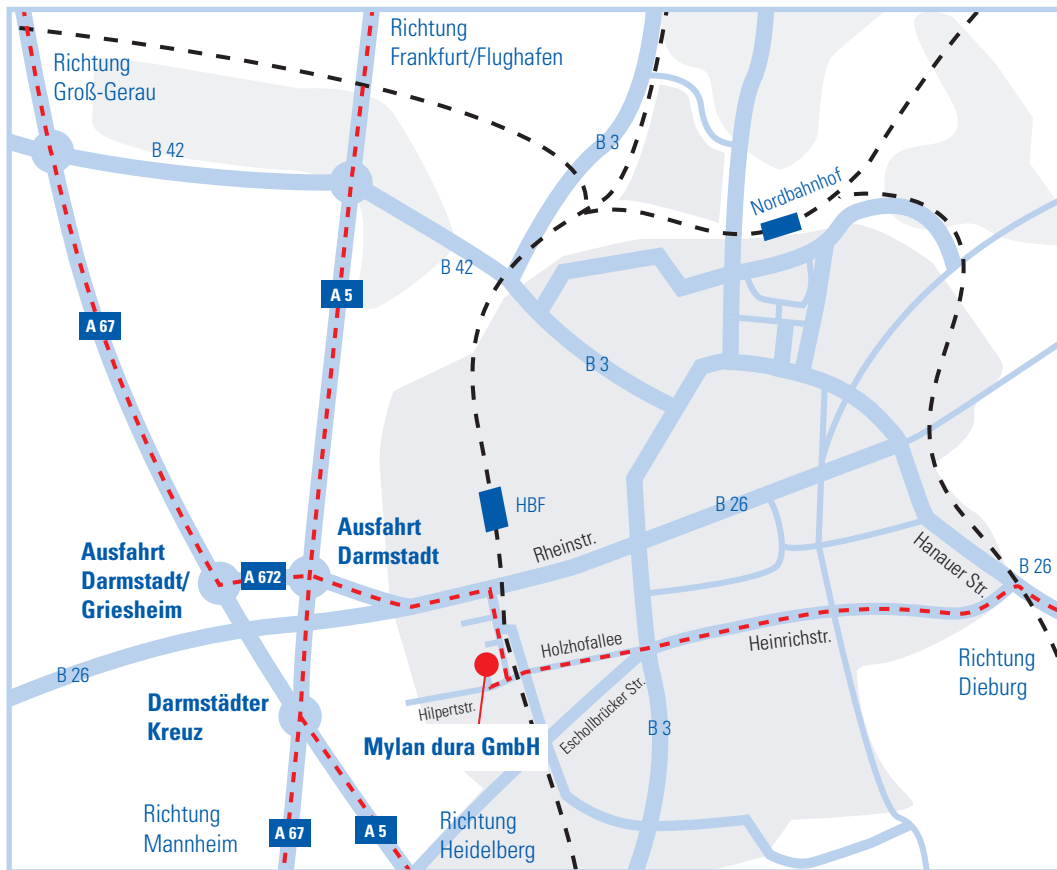 Richtung
Groß-Gerau
Richtung
Frankfurt/Flughafen
B 42
B 3
Nordbahnhof
B 42
A 5
A 67
B 3
HBF
B 26
Ausfahrt
Darmstadt
Rheinstr.
Ausfahrt
Darmstadt/
Griesheim
A 672
Hanauer Str.
B 26
Holzhofallee
Heinrichstr.
B 26
Richtung
Dieburg
Darmstädter
Kreuz
Hilpertstr.
Eschollbrücker Str.
Mylan dura GmbH
B 3
Richtung
Mannheim
A 67
A 5
Richtung
Heidelberg